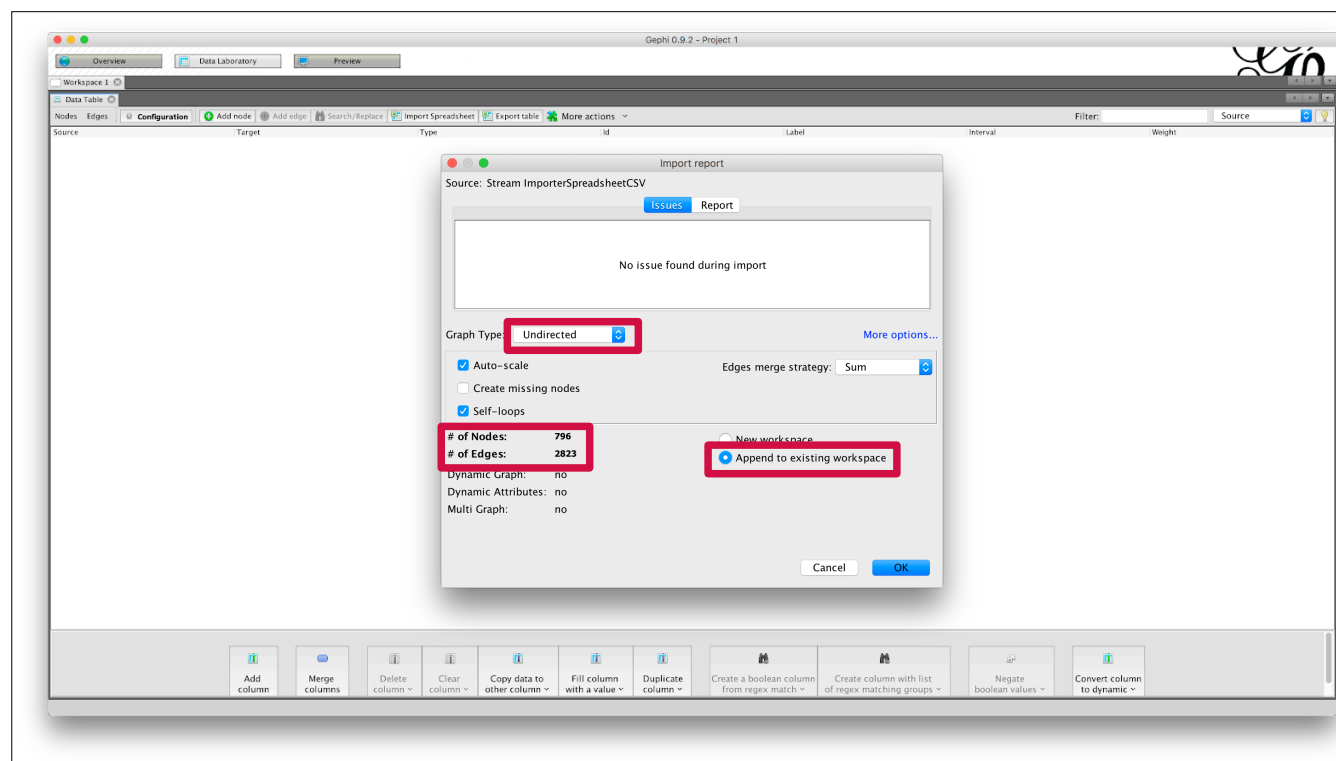 Gephi 0.9.2 - Project 1
Overview Data Laboratory Preview
Workspace 1
Data Table
Nodes Edges Configuration Add node Add edge Search/Replace Import Spreadsheet Export table More actions Filter: Source
Source Target Type Id Label Interval Weight
Import report
Source: Stream ImporterSpreadsheetCSV
Issues Report
No issue found during import
Graph Type: Undirected More options...
Auto-scale Edges merge strategy: Sum
Create missing nodes
Self-loops
# of Nodes: 796 New workspace
# of Edges: 2823 Append to existing workspace
Dynamic Graph: no
Dynamic Attributes: no
Multi Graph: no
Cancel OK
Add Merge Delete Clear Copy data to Fill column Duplicate Create a boolean column Create column with list Negate Convert column
column columns column column other column with a value column from regex match of regex matching groups boolean values to dynamic